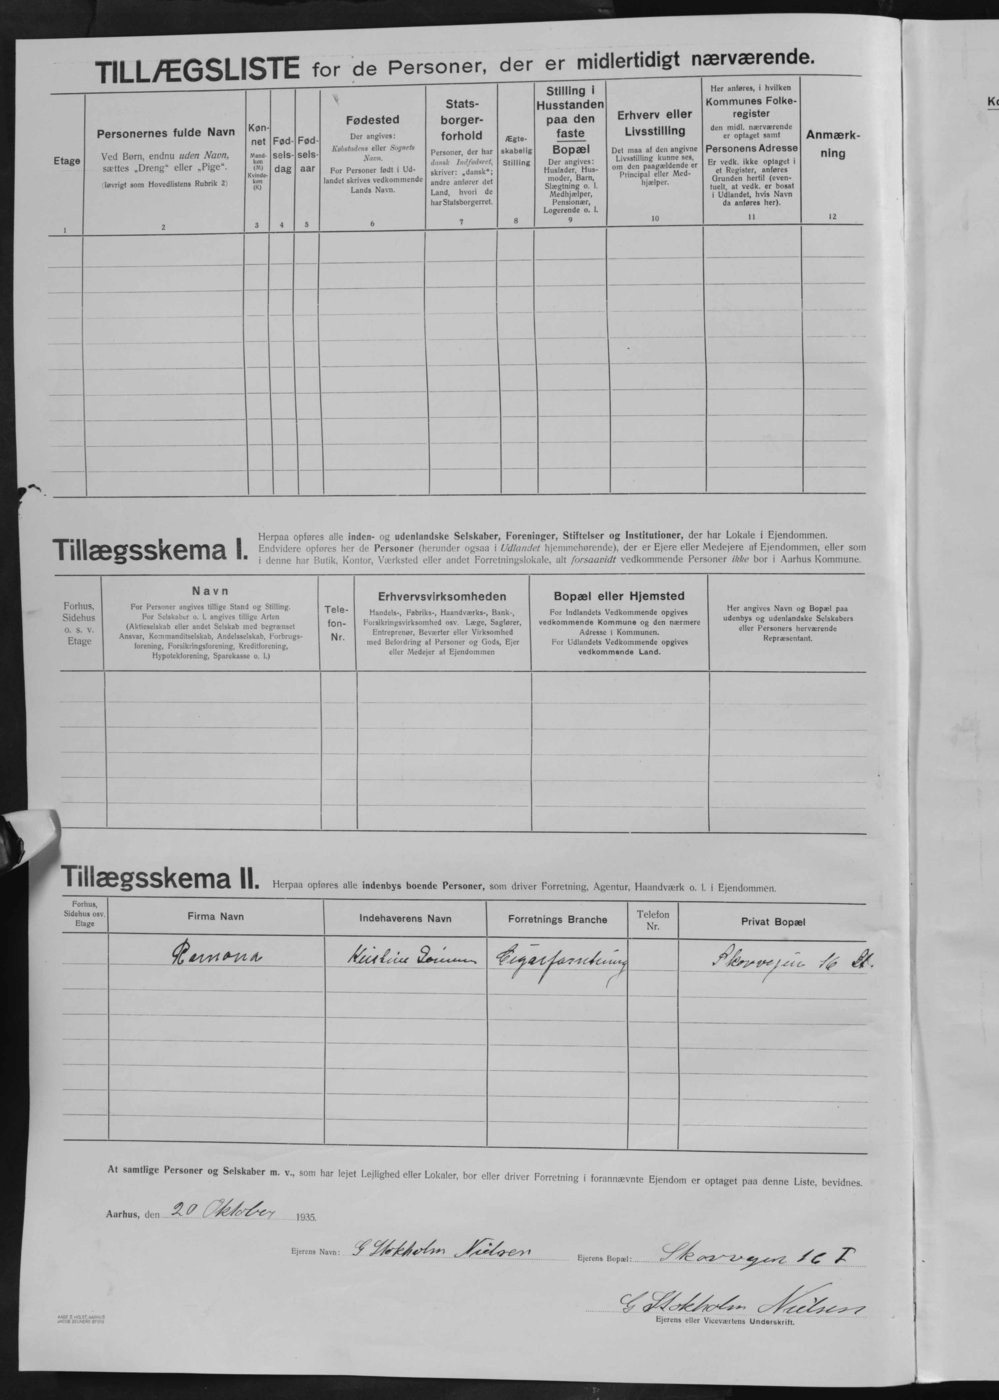 TILLÆGSLISTE for de Personer, der er midlertidigt nærværende.
Etage
1
Personernes fulde Navn
Ved Børn, endnu uden Navn,
sættes „Dreng“ eller „Pige“.
(Iøvrigt som Hovedlistens Rubrik 2)
2
Køn-
net
Mand-
køn
(M)
Kvinde-
køn
(K)
3
Fød-
sels-
dag
4
Fød-
sels-
aar
5
Fødested
Der angives:
Købstadens eller Sognets
Navn.
For Personer født i Ud-
landet skrives vedkommende
Lands Navn.
6
Stats-
borger-
forhold
Personer, der har
dansk Indfødsret,
skriver: „dansk“;
andre anfører det
Land, hvori de
har Statsborgerret.
7
Ægte-
skabelig
Stilling
8
Stilling i
Husstanden
paa den
faste
Bopæl
Der angives:
Husfader, Hus-
moder, Barn,
Slægtning o. l.
Medhjælper,
Pensionær,
Logerende o. l.
9
Erhverv eller
Livsstilling
Det maa af den angivne
Livsstilling kunne ses,
om den paagældende er
Principal eller Med-
hjælper.
10
Her anføres, i hvilken
Kommunes Folke-
register
den midl. nærværende
er optaget samt
Personens Adresse
Er vedk. ikke optaget i
et Register, anføres
Grunden hertil (even-
tuelt, at vedk. er bosat
i Udlandet, hvis Navn
da anføres her).
11
Anmærk-
ning
12
Tillægsskema I.
Herpaa opføres alle inden- og udenlandske Selskaber, Foreninger, Stiftelser og Institutioner, der har Lokale i Ejendommen.
Endvidere opføres her de Personer (herunder ogsaa i Udlandet hjemmehørende), der er Ejere eller Medejere af Ejendommen, eller som
i denne har Butik, Kontor, Værksted eller andet Forretningslokale, alt forsaavidt vedkommende Personer ikke bor i Aarhus Kommune.
Forhus,
Sidehus
o. s. v.
Etage
Navn
For Personer angives tillige Stand og Stilling.
For Selskaber o. l. angives tillige Arten
(Aktieselskab eller andet Selskab med begrænset
Ansvar, Kommanditselskab, Andelsselskab, Forbrugs-
forening, Forsikringsforening, Kreditforening,
Hypotekforening, Sparekasse o. l.)
Tele-
fon-
Nr.
Erhvervsvirksomheden
Handels-, Fabriks-, Haandværks-, Bank-,
Forsikringsvirksomhed osv. Læge, Sagfører,
Entreprenør, Beværter eller Virksomhed
med Befordring af Personer og Gods, Ejer
eller Medejer af Ejendommen
Bopæl eller Hjemsted
For Indlandets Vedkommende opgives
vedkommende Kommune og den nærmere
Adresse i Kommunen.
For Udlandets Vedkommende opgives
vedkommende Land.
Her angives Navn og Bopæl paa
udenbys og udenlandske Selskabers
eller Personers herværende
Repræsentant.
Tillægsskema II.
Herpaa opføres alle indenbys boende Personer, som driver Forretning, Agentur, Haandværk o. l. i Ejendommen.
Forhus,
Sidehus osv.
Etage
Firma Navn
Indehaverens Navn
Forretnings Branche
Telefon
Nr.
Privat Bopæl
Ramona Kristine Cigarforretning Skovvejen 16 St.
At samtlige Personer og Selskaber m. v., som har lejet Lejlighed eller Lokaler, bor eller driver Forretning i forannævnte Ejendom er optaget paa denne Liste, bevidnes.
Aarhus, den 20 Oktober 1935.
Ejerens Navn: G Stokholm Nielsen Ejerens Bopæl: Skovvejen 16 I
G Stokholm Nielsen
Ejerens eller Viceværtens Underskrift.